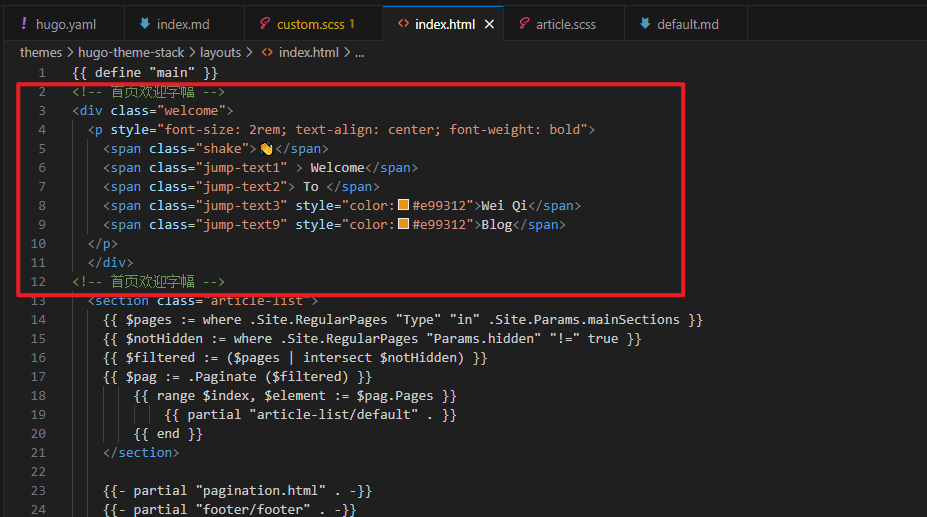 ! hugo.yaml index.md custom.scss 1 index.html × article.scss default.md
themes > hugo-theme-stack > layouts > <> index.html > ...
1 {{ define "main" }}
2 <!-- 首页欢迎字幅 -->
3 <div class="welcome">
4 <p style="font-size: 2rem; text-align: center; font-weight: bold">
5 <span class="shake">👋</span>
6 <span class="jump-text1" > Welcome</span>
7 <span class="jump-text2"> To </span>
8 <span class="jump-text3" style="color:#e99312">Wei Qi</span>
9 <span class="jump-text9" style="color:#e99312">Blog</span>
10 </p>
11 </div>
12 <!-- 首页欢迎字幅 -->
13 <section class="article-list">
14 {{ $pages := where .Site.RegularPages "Type" "in" .Site.Params.mainSections }}
15 {{ $notHidden := where .Site.RegularPages "Params.hidden" "!=" true }}
16 {{ $filtered := ($pages | intersect $notHidden) }}
17 {{ $pag := .Paginate ($filtered) }}
18 {{ range $index, $element := $pag.Pages }}
19 {{ partial "article-list/default" . }}
20 {{ end }}
21 </section>
22
23 {{- partial "pagination.html" . -}}
24 {{- partial "footer/footer" . -}}